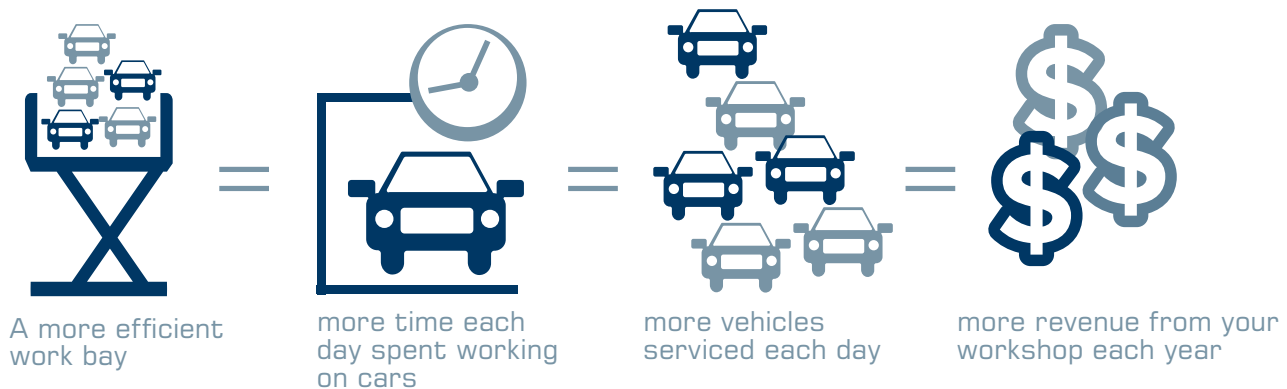 A more efficient
work bay
more time each
day spent working
on cars
more vehicles
serviced each day
more revenue from your
workshop each year